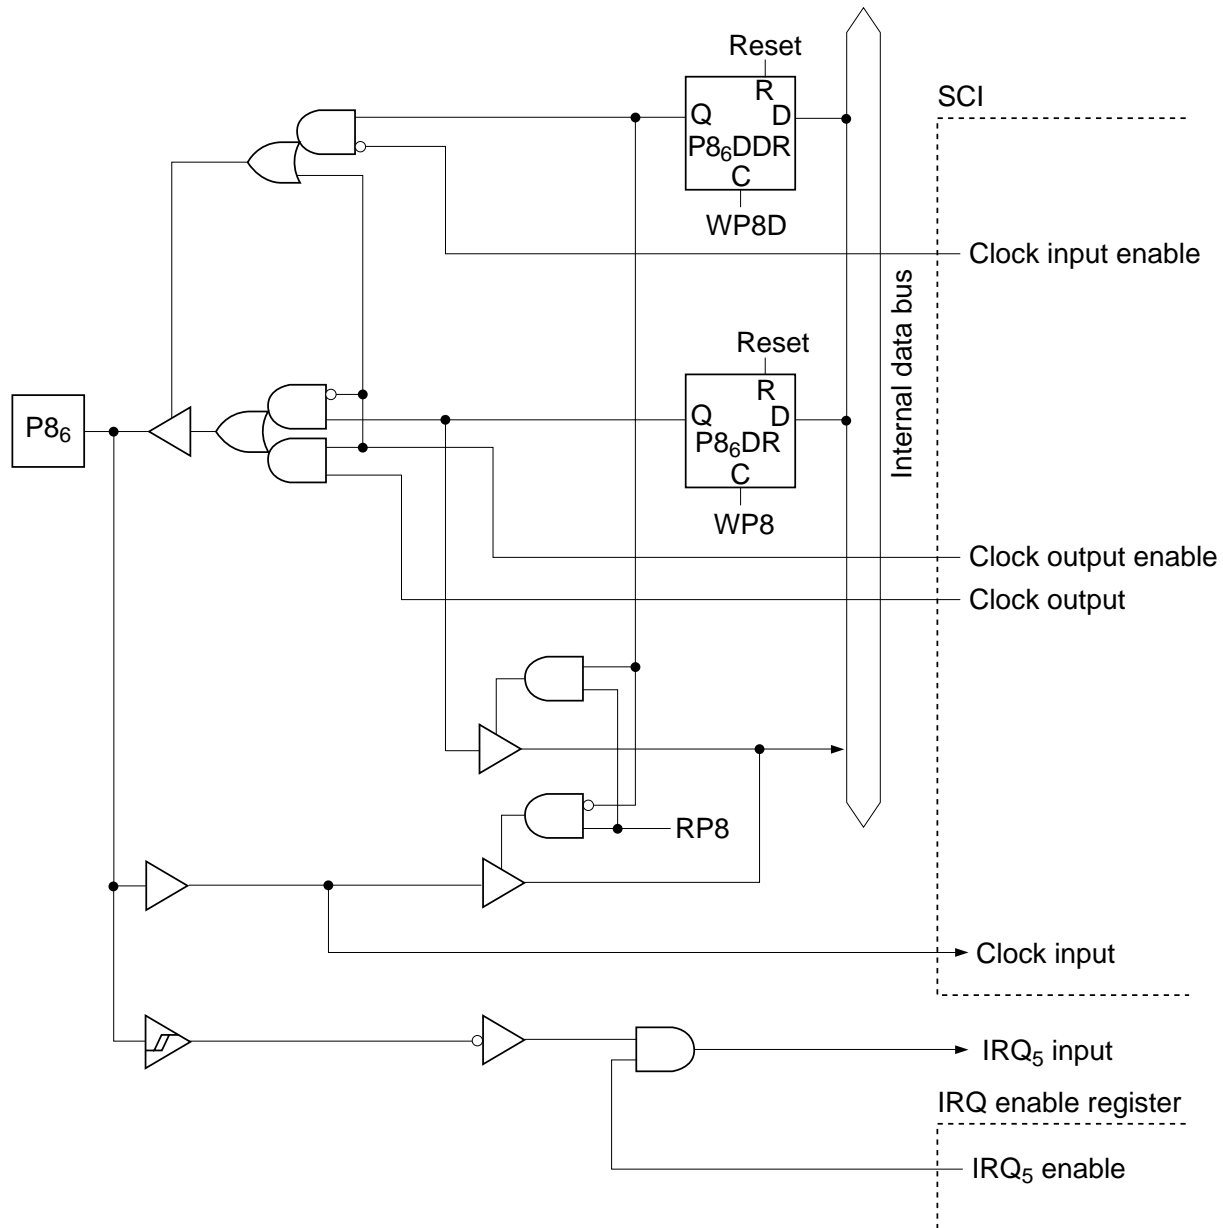 Reset
R
SCI
Q
D
P8₆DDR
C
WP8D
Clock input enable
Internal data bus
Reset
R
P8₆
Q
D
P8₆DR
C
WP8
Clock output enable
Clock output
RP8
Clock input
IRQ₅ input
IRQ enable register
IRQ₅ enable